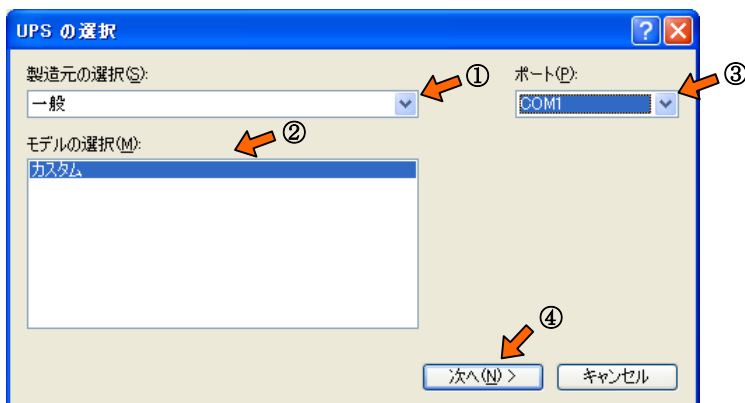 UPS の選択
製造元の選択(S):
①
ポート(P):
③
一般
COM1
モデルの選択(M):
②
カスタム
④
次へ(N) >
キャンセル